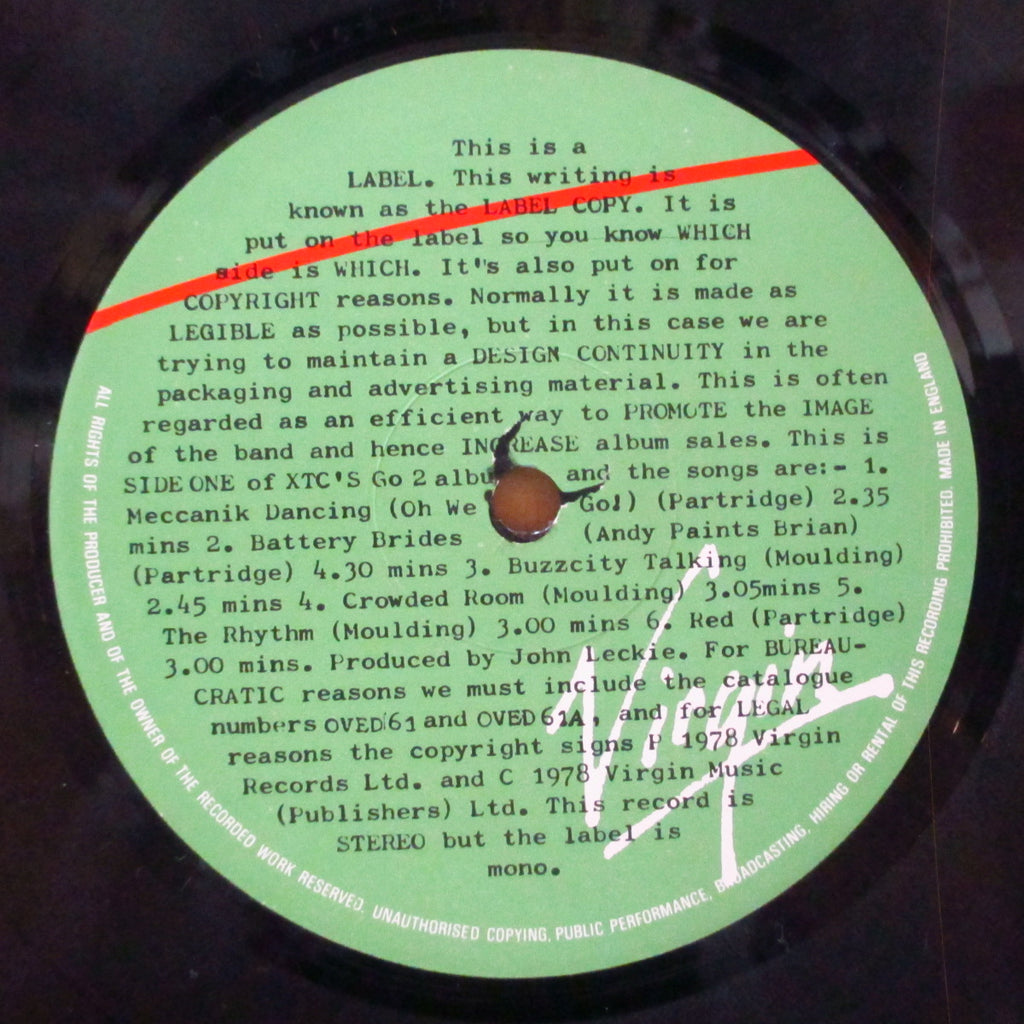 This is a
LABEL. This writing is
known as the LABEL COPY. It is
put on the label so you know WHICH
side is WHICH. It's also put on for
COPYRIGHT reasons. Normally it is made as
LEGIBLE as possible, but in this case we are
trying to maintain a DESIGN CONTINUITY in the
packaging and advertising material. This is often
regarded as an efficient way to PROMOTE the IMAGE
of the band and hence INCREASE album sales. This is
SIDE ONE of XTC'S Go 2 albu and the songs are:- 1.
Meccanik Dancing (Oh We Go!) (Partridge) 2.35
mins 2. Battery Brides (Andy Paints Brian)
(Partridge) 4.30 mins 3. Buzzcity Talking (Moulding)
2.45 mins 4. Crowded Room (Moulding) 3.05mins 5.
The Rhythm (Moulding) 3.00 mins 6. Red (Partridge)
3.00 mins. Produced by John Leckie. For BUREAU-
CRATIC reasons we must include the catalogue
numbers OVED 61 and OVED 61A, and for LEGAL
reasons the copyright signs P 1978 Virgin
Records Ltd. and C 1978 Virgin Music
(Publishers) Ltd. This record is
STEREO but the label is
mono.
Virgin
ALL RIGHTS OF THE PRODUCER AND OF THE OWNER OF THE RECORDED WORK RESERVED. UNAUTHORISED COPYING, PUBLIC PERFORMANCE, BROADCASTING, HIRING OR RENTAL OF THIS RECORDING PROHIBITED. MADE IN ENGLAND